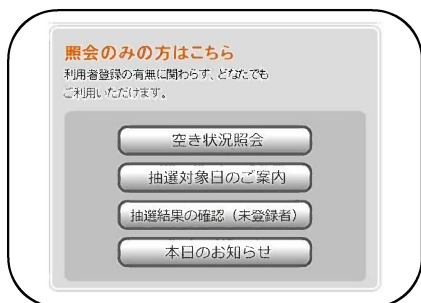 照会のみの方はこちら
利用者登録の有無に関わらず、どなたでも
ご利用いただけます。
空き状況照会
抽選対象日のご案内
抽選結果の確認（未登録者）
本日のお知らせ